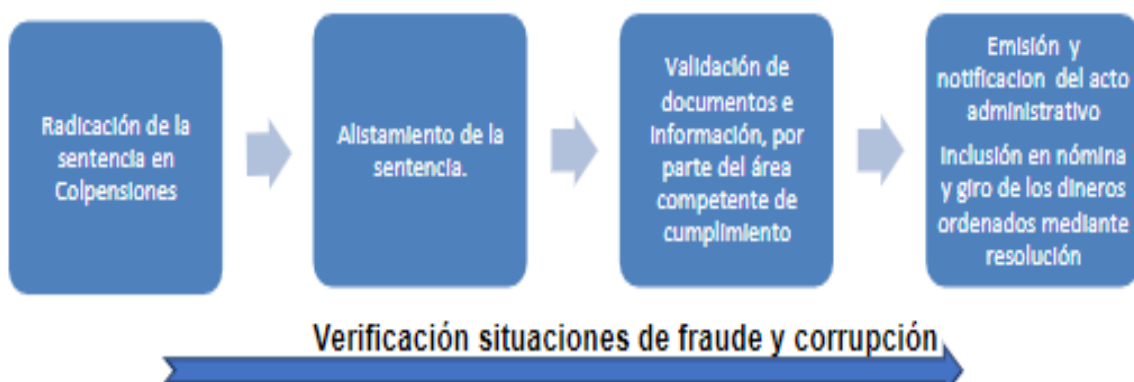 Radicación de la
sentencia en
Colpensiones
Alistamiento de la
sentencia.
Validación de
documentos e
información, por
parte del área
competente de
cumplimiento
Emisión y
notificacion del acto
administrativo
Inclusión en nómina
y giro de los dineros
ordenados mediante
resolución
Verificación situaciones de fraude y corrupción